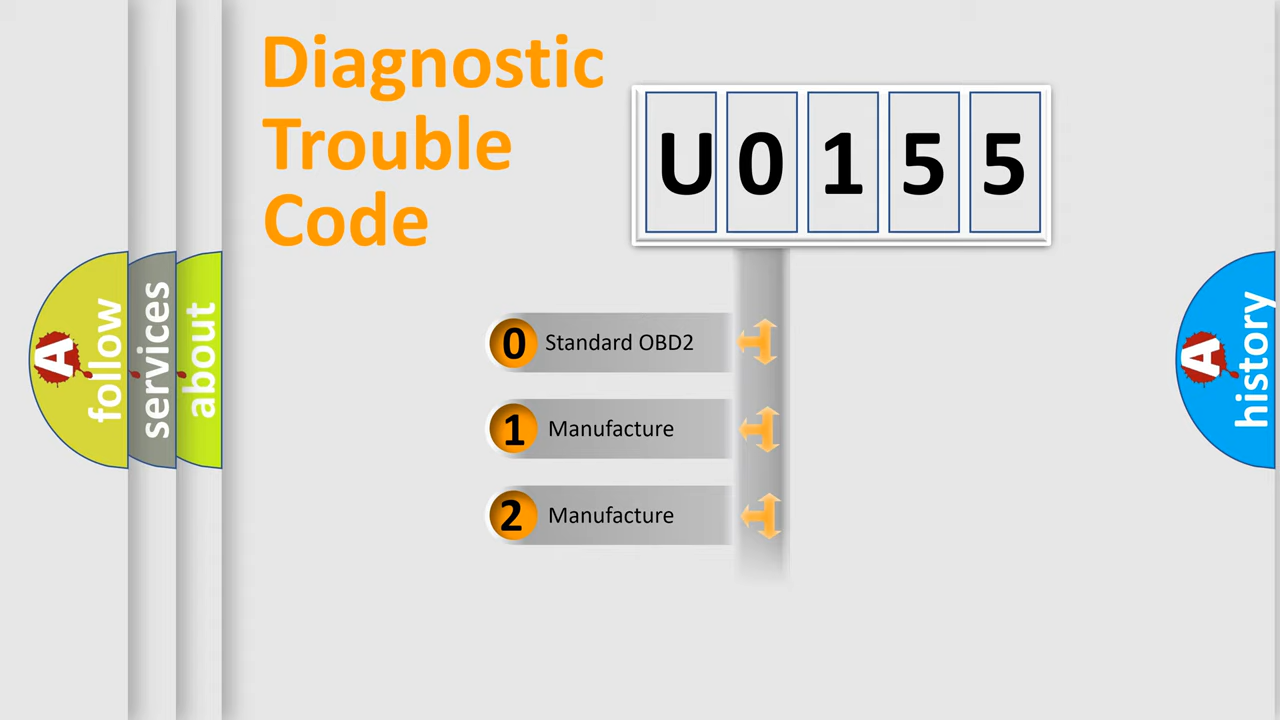 Diagnostic
Trouble
Code
U0155
0 Standard OBD2
1 Manufacture
2 Manufacture
A follow
services
about
A history